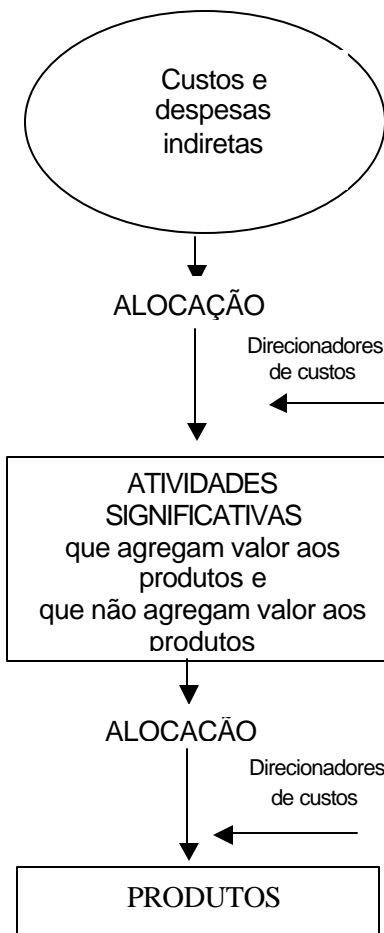 Custos e
despesas
indiretas
ALOCAÇÃO
Direcionadores
de custos
ATIVIDADES
SIGNIFICATIVAS
que agregam valor aos
produtos e
que não agregam valor aos
produtos
ALOCAÇÃO
Direcionadores
de custos
PRODUTOS